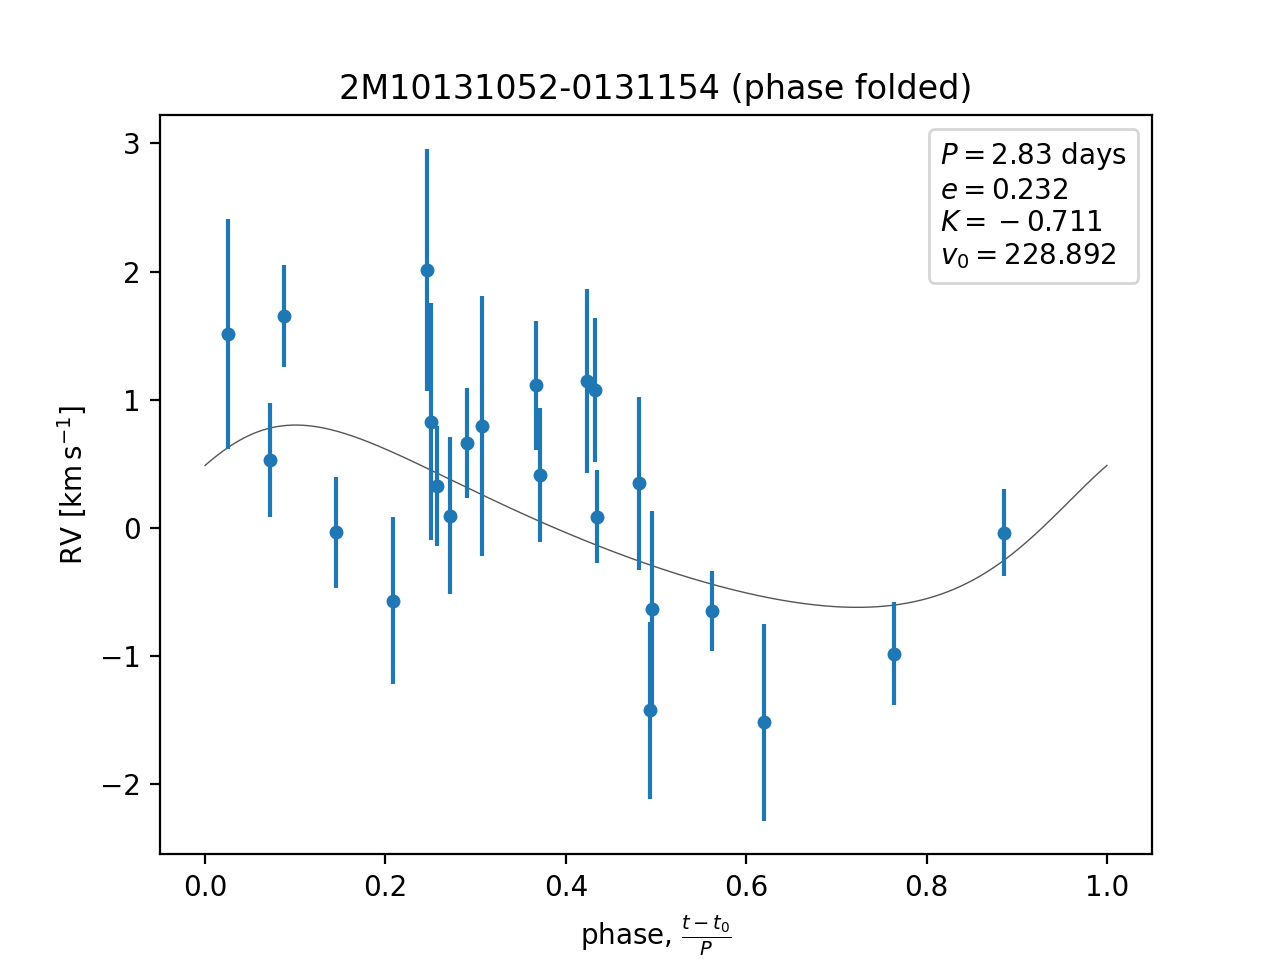 2M10131052-0131154 (phase folded)
P = 2.83 days
e = 0.232
K = −0.711
v₀ = 228.892
3
2
1
0
−1
−2
RV [km s⁻¹]
0.0 0.2 0.4 0.6 0.8 1.0
phase, (t − t₀)/P